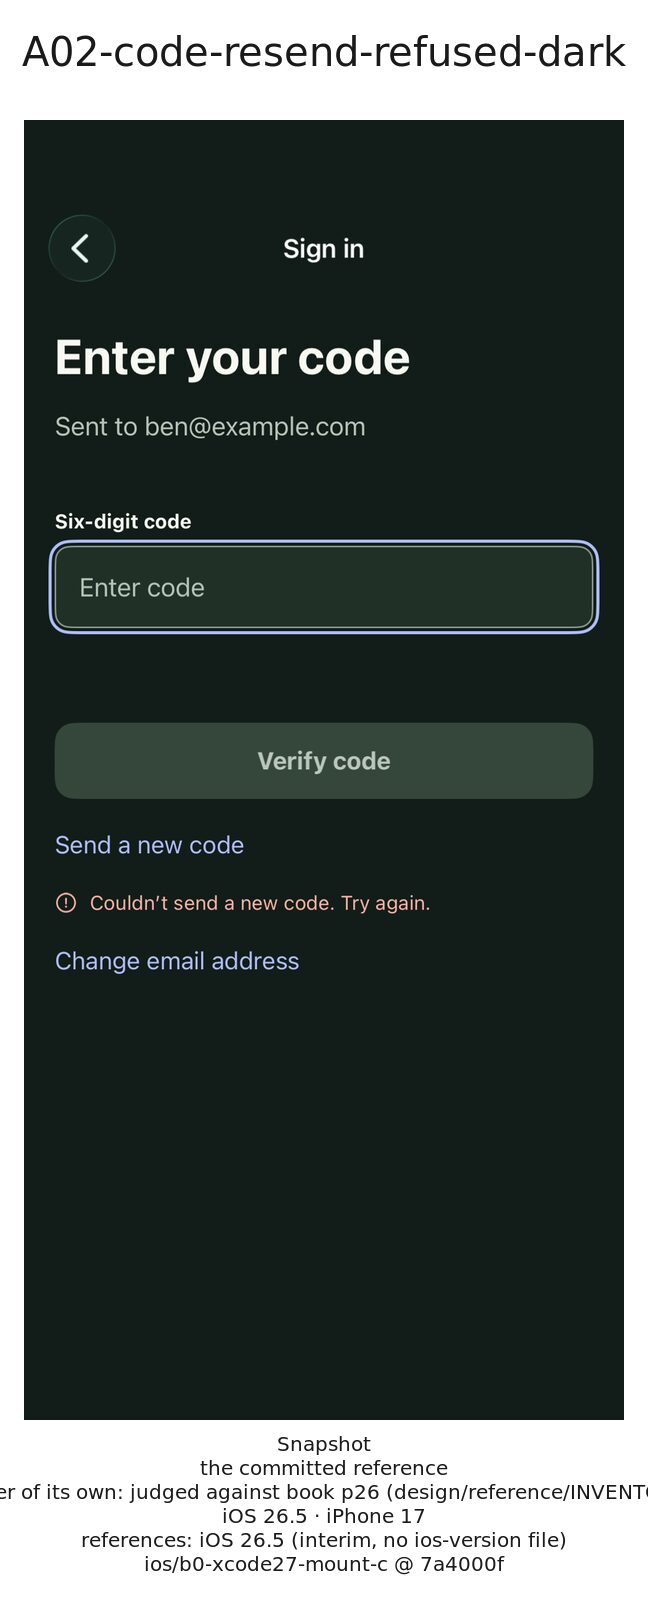 A02-code-resend-refused-dark
Sign in
Enter your code
Sent to ben@example.com
Six-digit code
Enter code
Verify code
Send a new code
Couldn’t send a new code. Try again.
Change email address
Snapshot
the committed reference
of its own: judged against book p26 (design/reference/
iOS 26.5 · iPhone 17
references: iOS 26.5 (interim, no ios-version file)
ios/b0-xcode27-mount-c @ 7a4000f